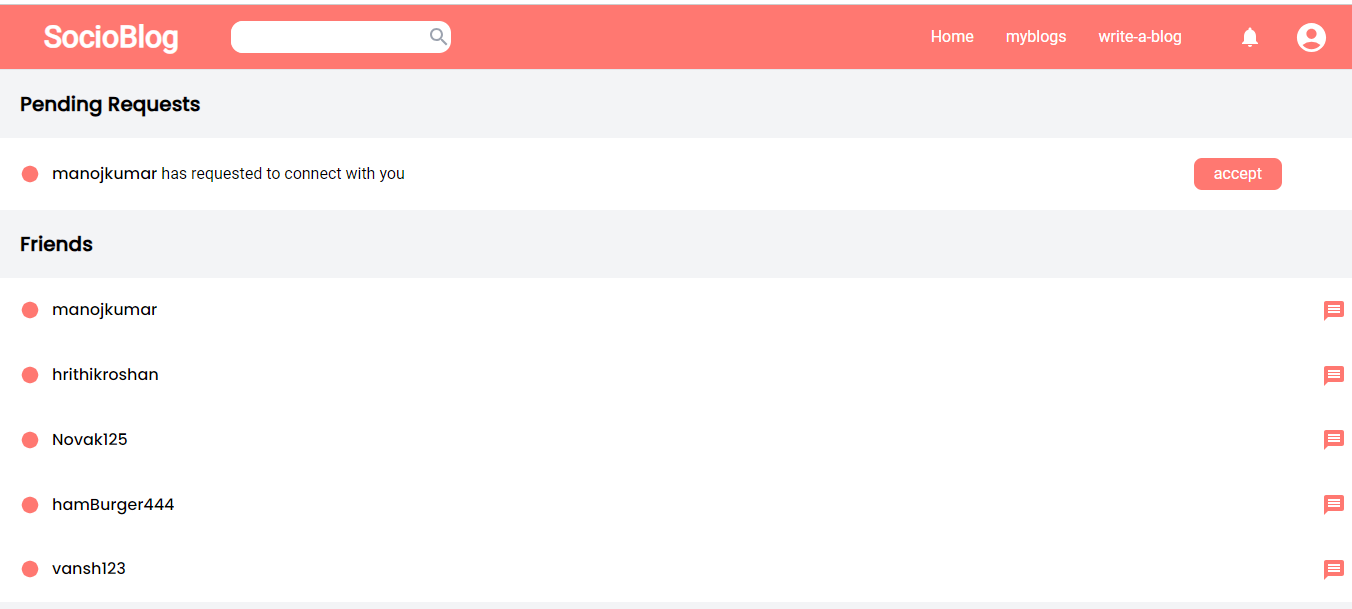 SocioBlog Home myblogs write-a-blog
Pending Requests
manojkumar has requested to connect with you accept
Friends
manojkumar
hrithikroshan
Novak125
hamBurger444
vansh123